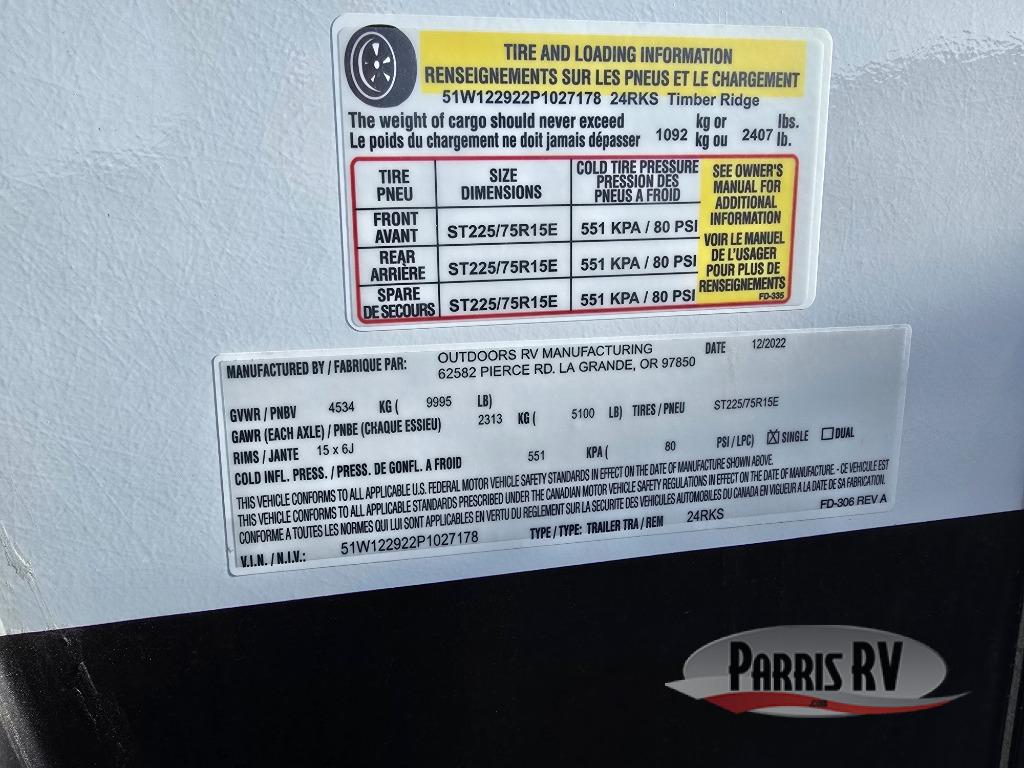 TIRE AND LOADING INFORMATION
RENSEIGNEMENTS SUR LES PNEUS ET LE CHARGEMENT
51W122922P1027178 24RKS Timber Ridge
The weight of cargo should never exceed 1092 kg or 2407 lbs.
Le poids du chargement ne doit jamais dépasser kg ou lb.
TIRE PNEU
SIZE DIMENSIONS
COLD TIRE PRESSURE PRESSION DES PNEUS A FROID
FRONT AVANT ST225/75R15E 551 KPA / 80 PSI
REAR ARRIÈRE ST225/75R15E 551 KPA / 80 PSI
SPARE DE SECOURS ST225/75R15E 551 KPA / 80 PSI
SEE OWNER'S
MANUAL FOR
ADDITIONAL
INFORMATION
VOIR LE MANUEL
DE L'USAGER
POUR PLUS DE
RENSEIGNEMENTS
FD-335
MANUFACTURED BY / FABRIQUE PAR: OUTDOORS RV MANUFACTURING DATE 12/2022
62582 PIERCE RD. LA GRANDE, OR 97850
GVWR / PNBV 4534 KG ( 9995 LB)
GAWR (EACH AXLE) / PNBE (CHAQUE ESSIEU) 2313 KG ( 5100 LB) TIRES / PNEU ST225/75R15E
RIMS / JANTE 15 x 6J
COLD INFL. PRESS. / PRESS. DE GONFL. A FROID 551 KPA ( 80 PSI / LPC) X SINGLE DUAL
THIS VEHICLE CONFORMS TO ALL APPLICABLE U.S. FEDERAL MOTOR VEHICLE SAFETY STANDARDS IN EFFECT ON THE DATE OF MANUFACTURE SHOWN ABOVE.
THIS VEHICLE CONFORMS TO ALL APPLICABLE STANDARDS PRESCRIBED UNDER THE CANADIAN MOTOR VEHICLE SAFETY REGULATIONS IN EFFECT ON THE DATE OF MANUFACTURE - CE VEHICULE EST
CONFORME A TOUTES LES NORMES QUI LUI SONT APPLICABLES EN VERTU DU REGLEMENT SUR LA SECURITE DES VEHICULES AUTOMOBILES DU CANADA EN VIGUEUR A LA DATE DE SA FABRICATION.
FD-306 REV A
V.I.N. / N.I.V.: 51W122922P1027178 TYPE / TYPE: TRAILER TRA / REM 24RKS
PARRIS RV
.com